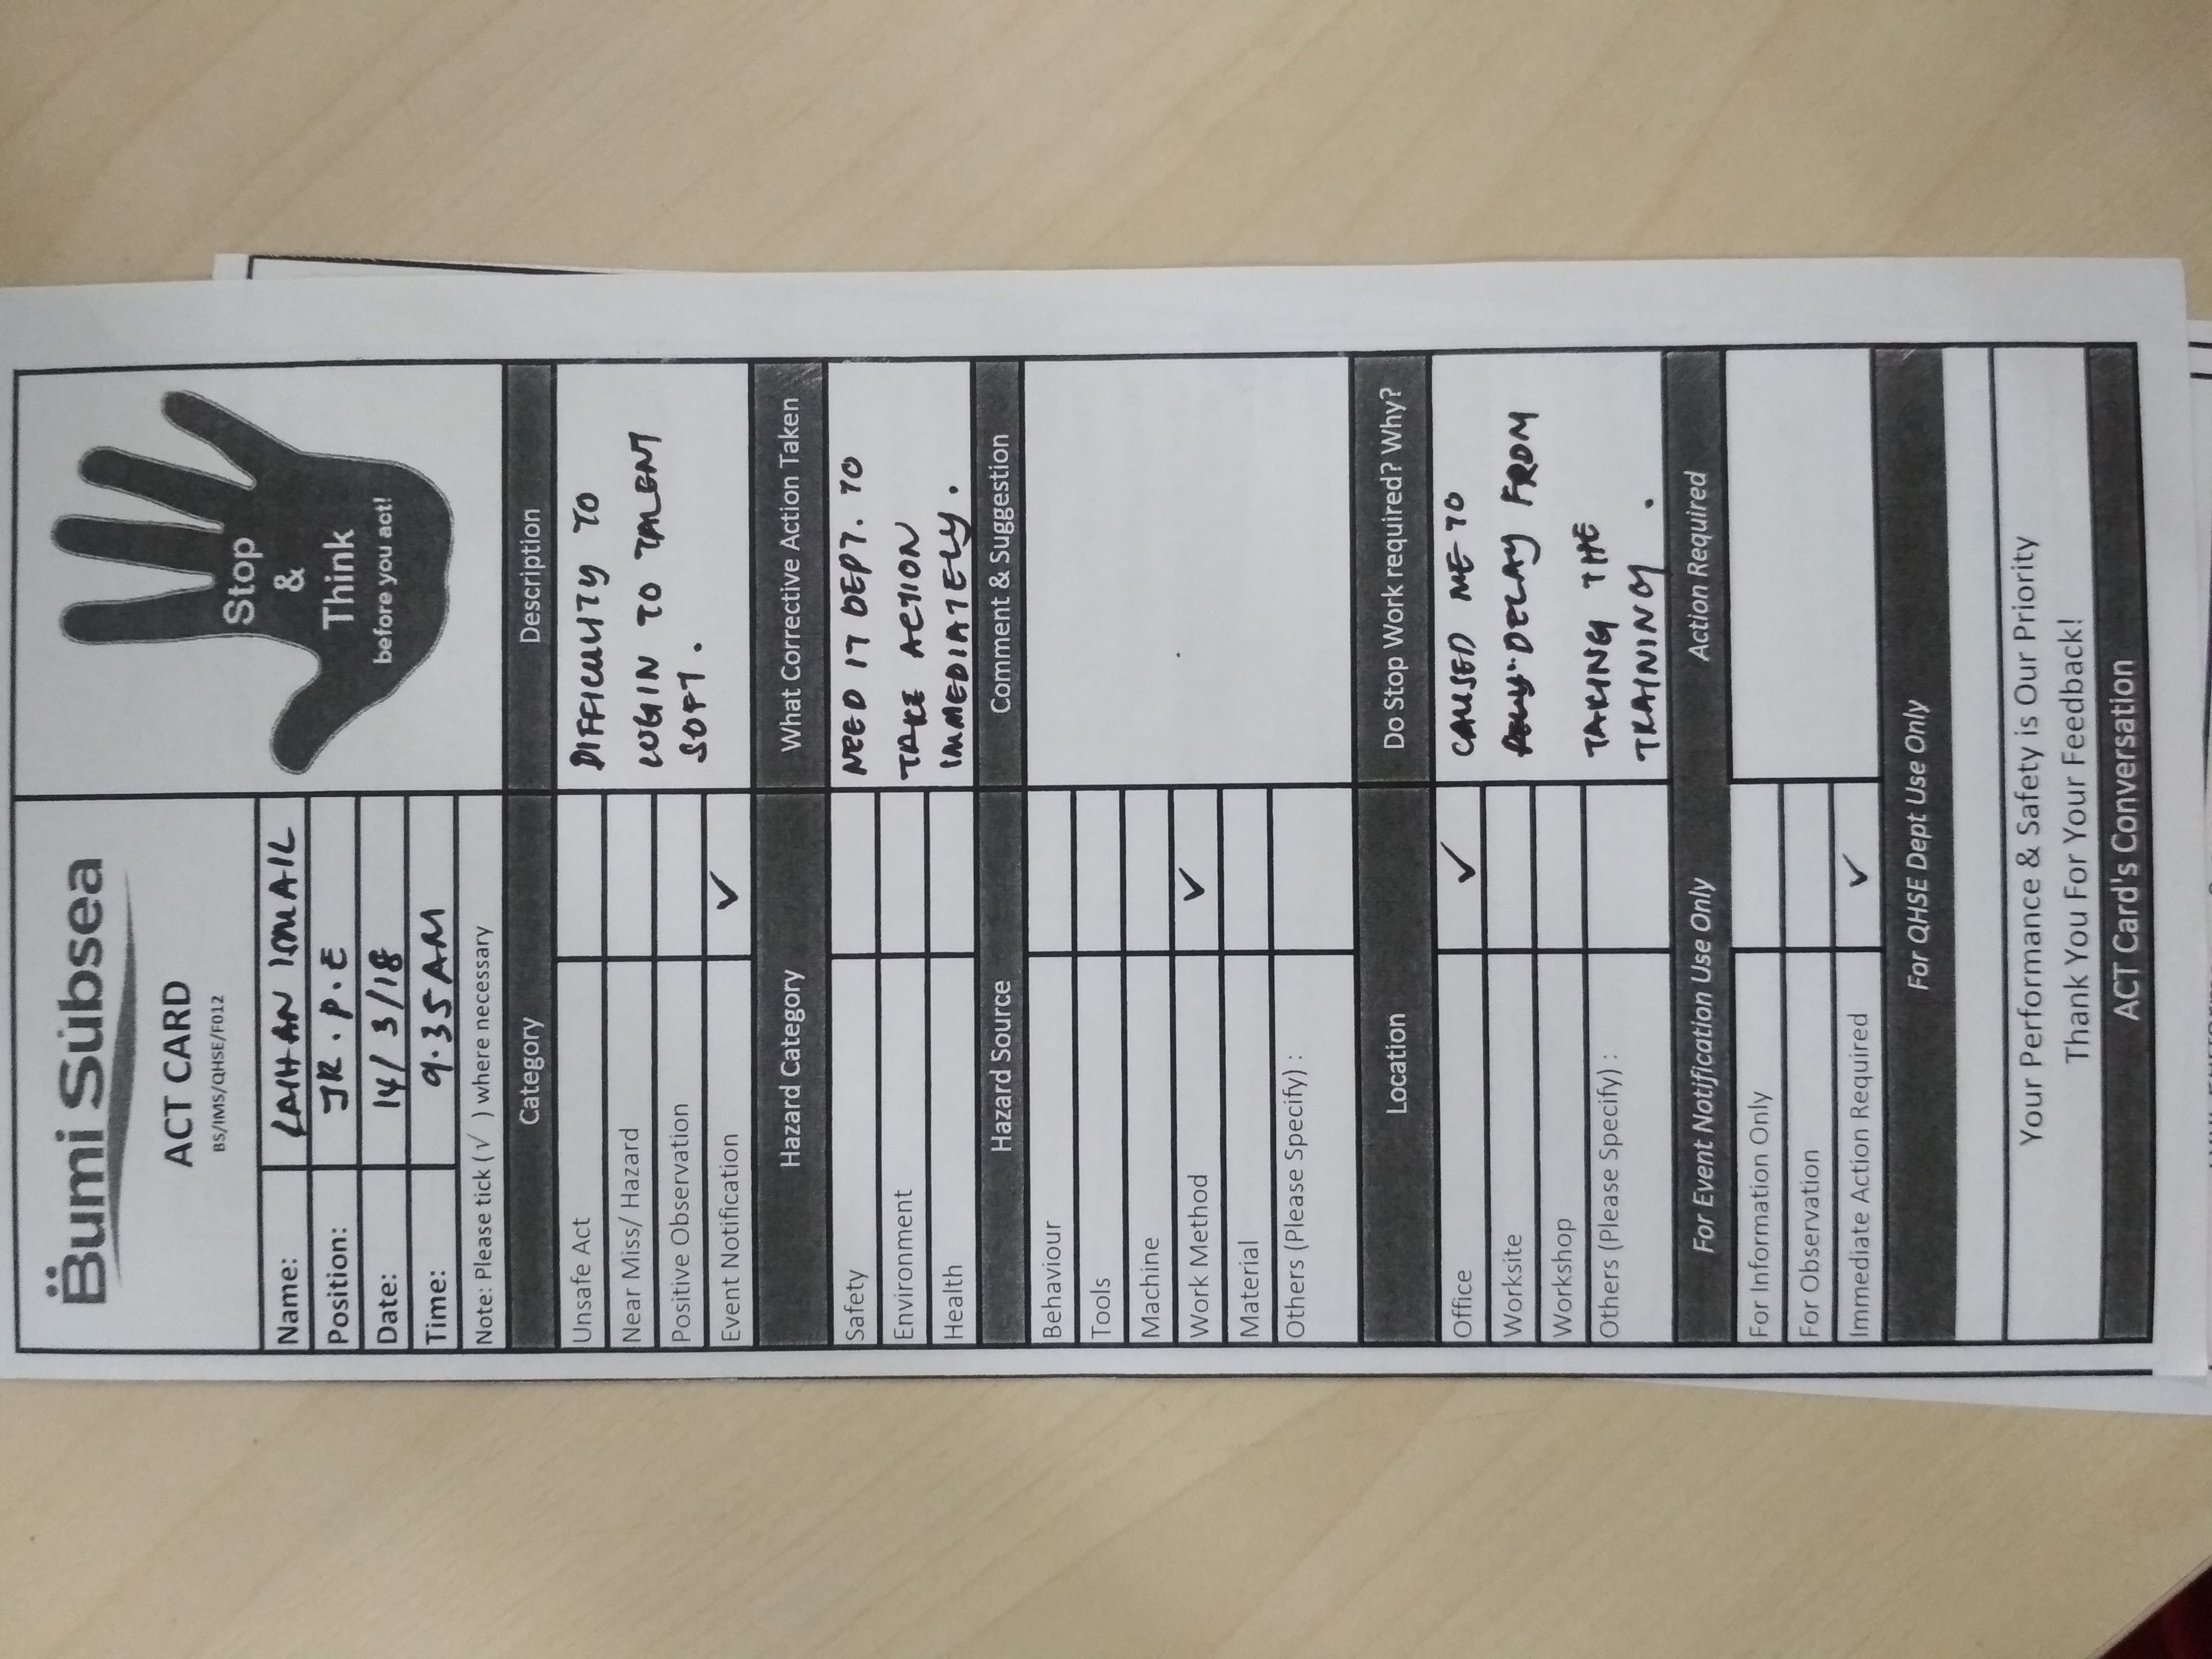 Bumi Subsea
ACT CARD
BS/IMS/QHSE/F012
Stop
&
Think
before you act!
Name: LAHHAN ISMAIL
Position: JR. P.E
Date: 14/3/18
Time: 9.35 AM
Note: Please tick (√ ) where necessary
Category Description
Unsafe Act
Near Miss/ Hazard
Positive Observation
Event Notification ✓
DIFFICULTY TO
LOGIN TO TALENT
SOFT.
Hazard Category What Corrective Action Taken
Safety
Environment
Health
NEED IT DEPT. TO
TAKE ACTION
IMMEDIATELY.
Hazard Source Comment & Suggestion
Behaviour
Tools
Machine
Work Method ✓
Material
Others (Please Specify) :
Location Do Stop Work required? Why?
Office ✓
Worksite
Workshop
Others (Please Specify) :
CAUSED ME TO
DELAY FROM
TAKING THE
TRAINING.
For Event Notification Use Only Action Required
For Information Only
For Observation
Immediate Action Required ✓
For QHSE Dept Use Only
Your Performance & Safety is Our Priority
Thank You For Your Feedback!
ACT Card's Conversation